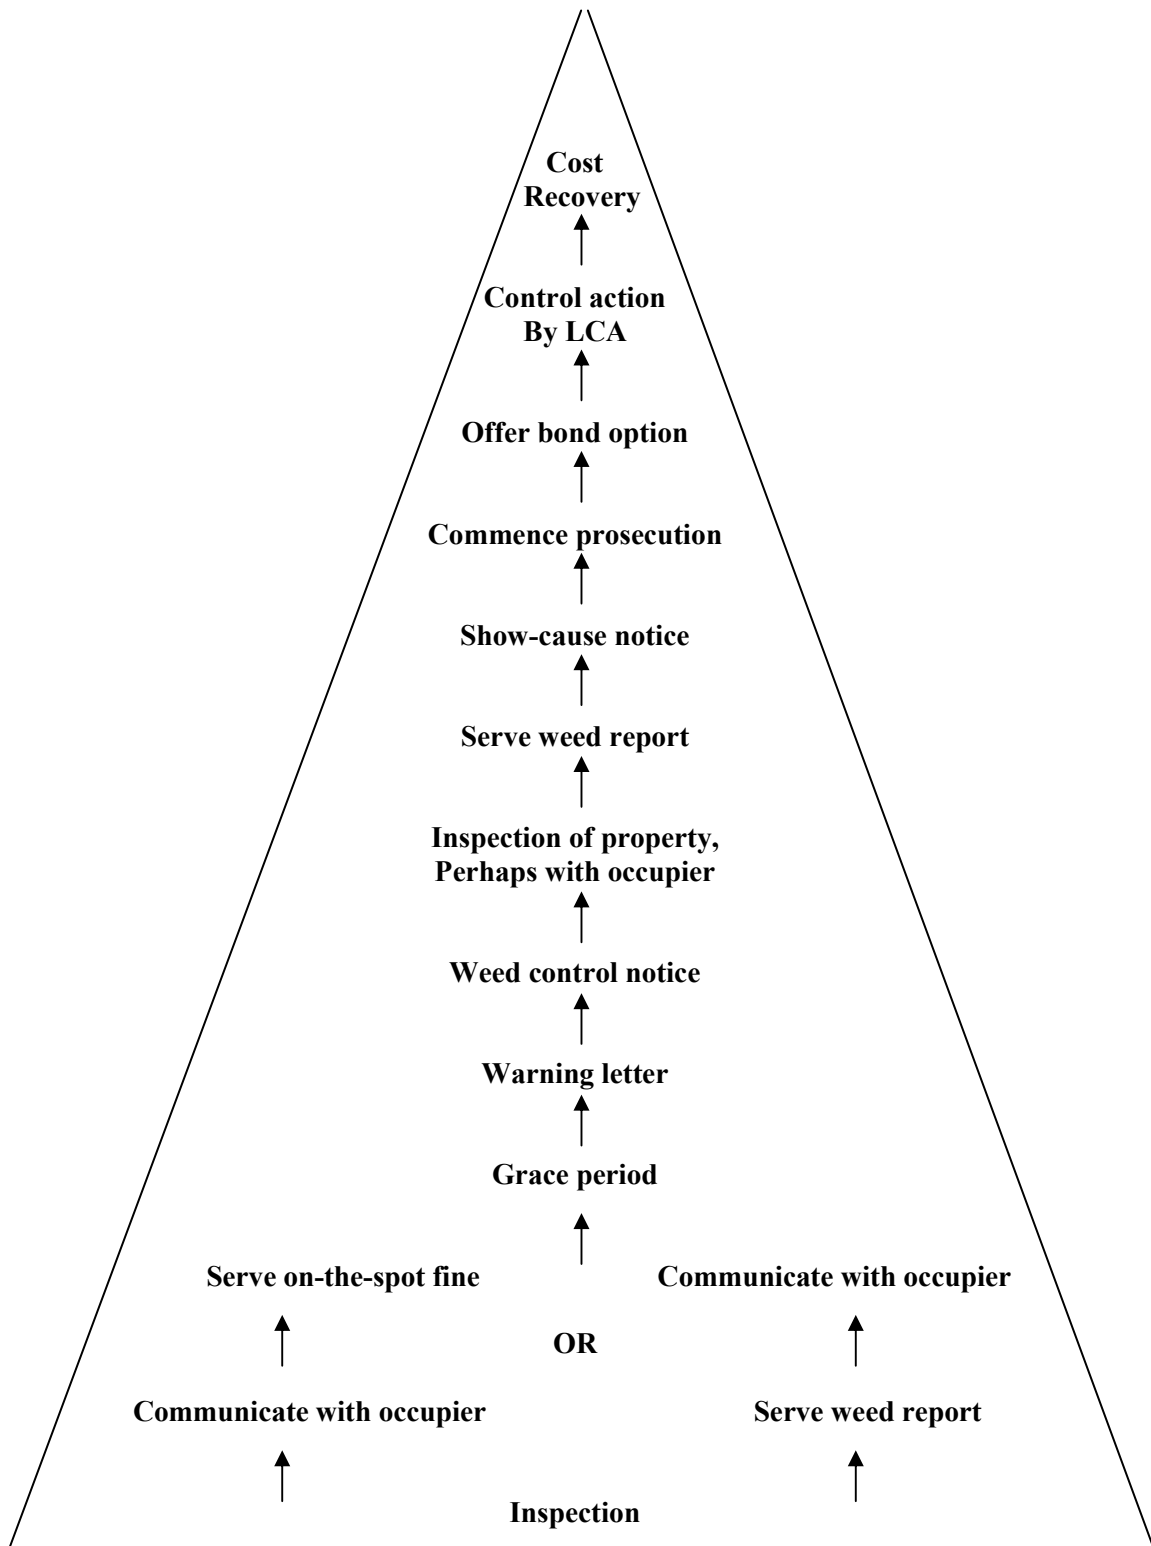 Cost
Recovery
Control action
By LCA
Offer bond option
Commence prosecution
Show-cause notice
Serve weed report
Inspection of property,
Perhaps with occupier
Weed control notice
Warning letter
Grace period
Serve on-the-spot fine
Communicate with occupier
OR
Communicate with occupier
Serve weed report
Inspection